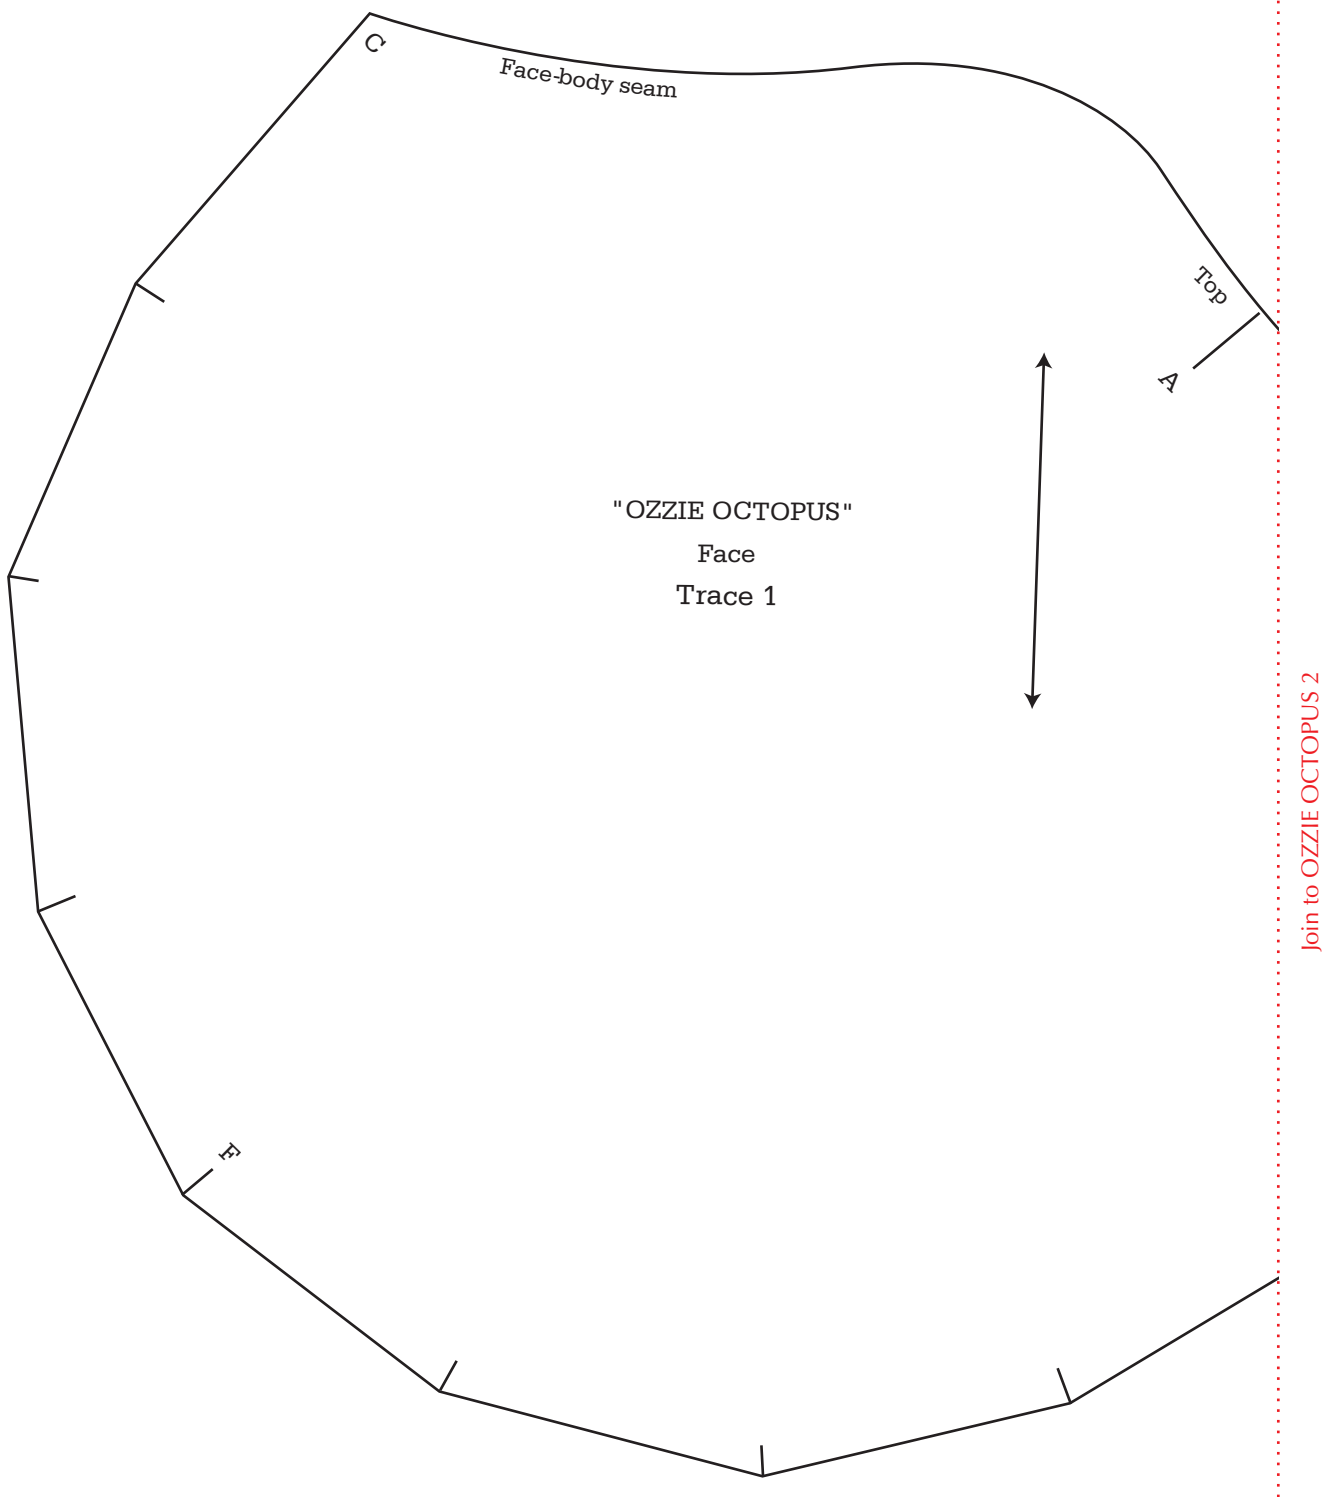 C
Face-body seam
Top
A
"OZZIE OCTOPUS"
Face
Trace 1
Join to OZZIE OCTOPUS 2
F